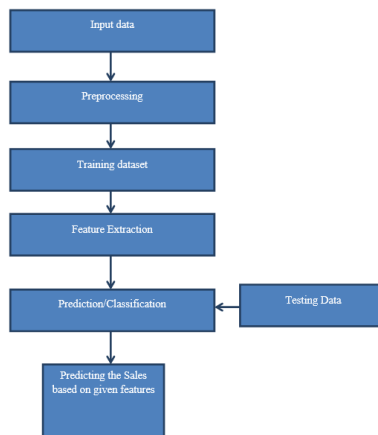 Input data
Preprocessing
Training dataset
Feature Extraction
Prediction/Classification
Testing Data
Predicting the Sales
based on given features